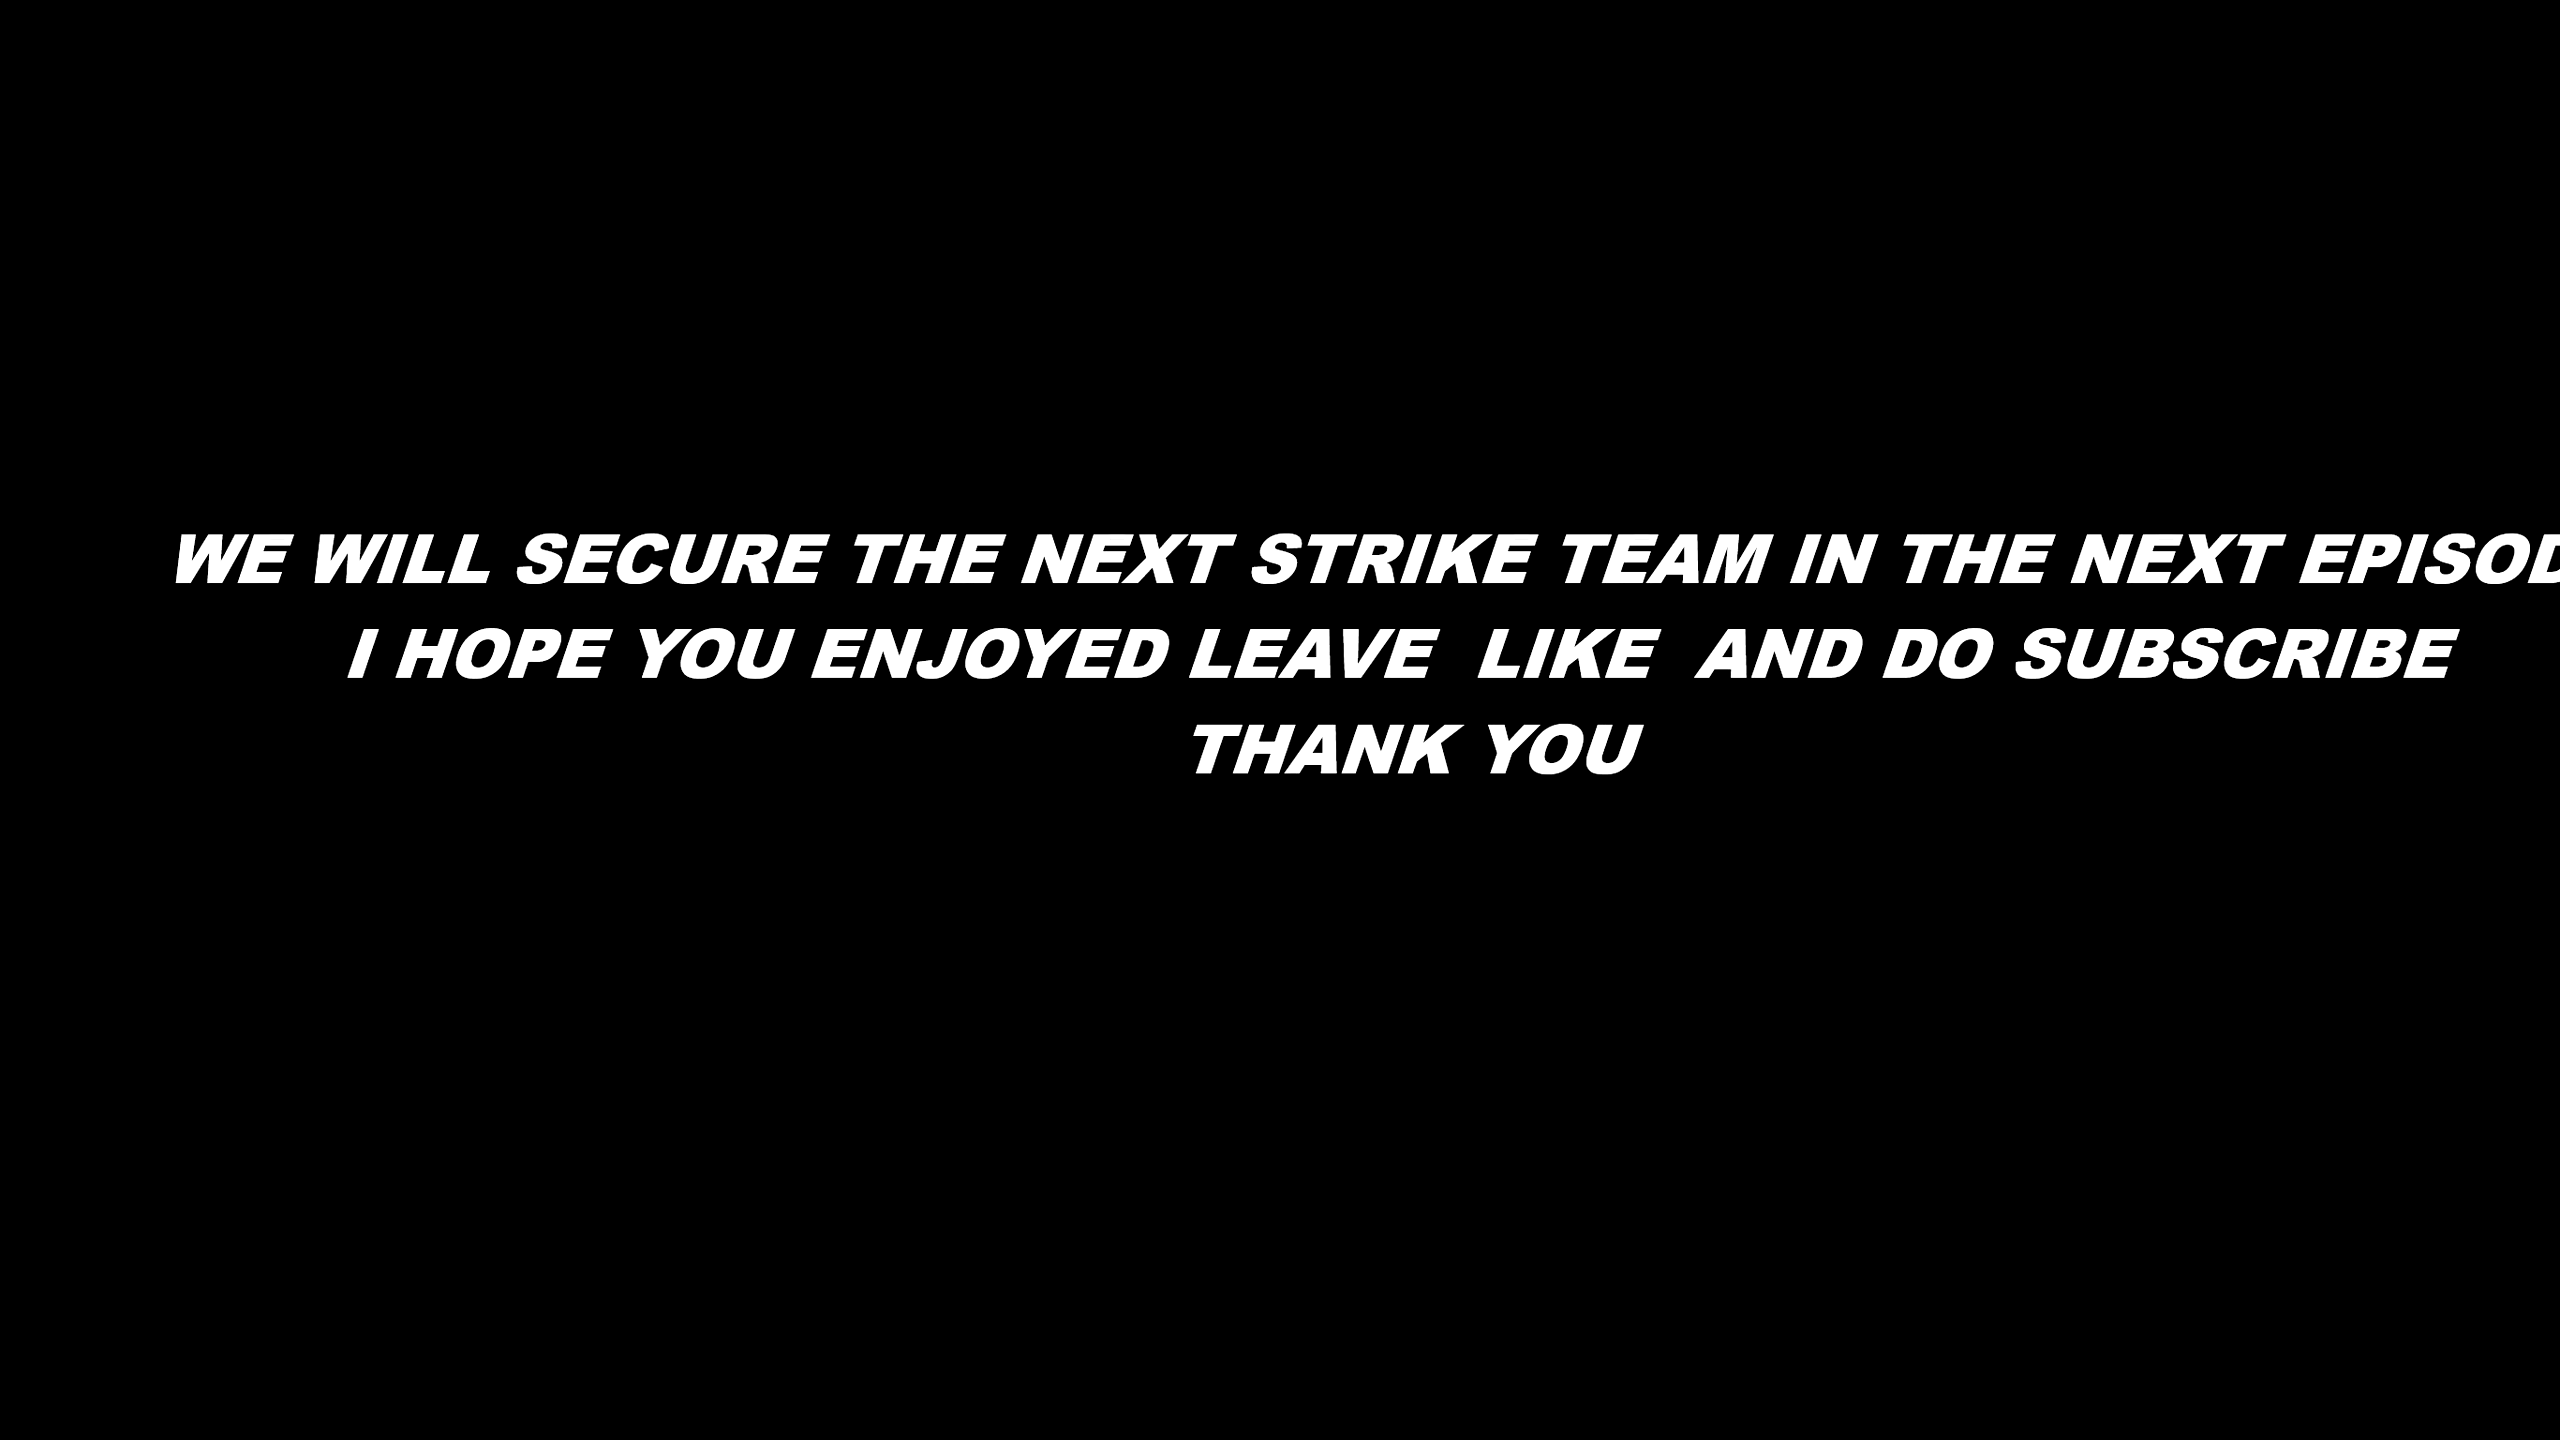 WE WILL SECURE THE NEXT STRIKE TEAM IN THE NEXT EPISOD
I HOPE YOU ENJOYED LEAVE  LIKE  AND DO SUBSCRIBE
THANK YOU